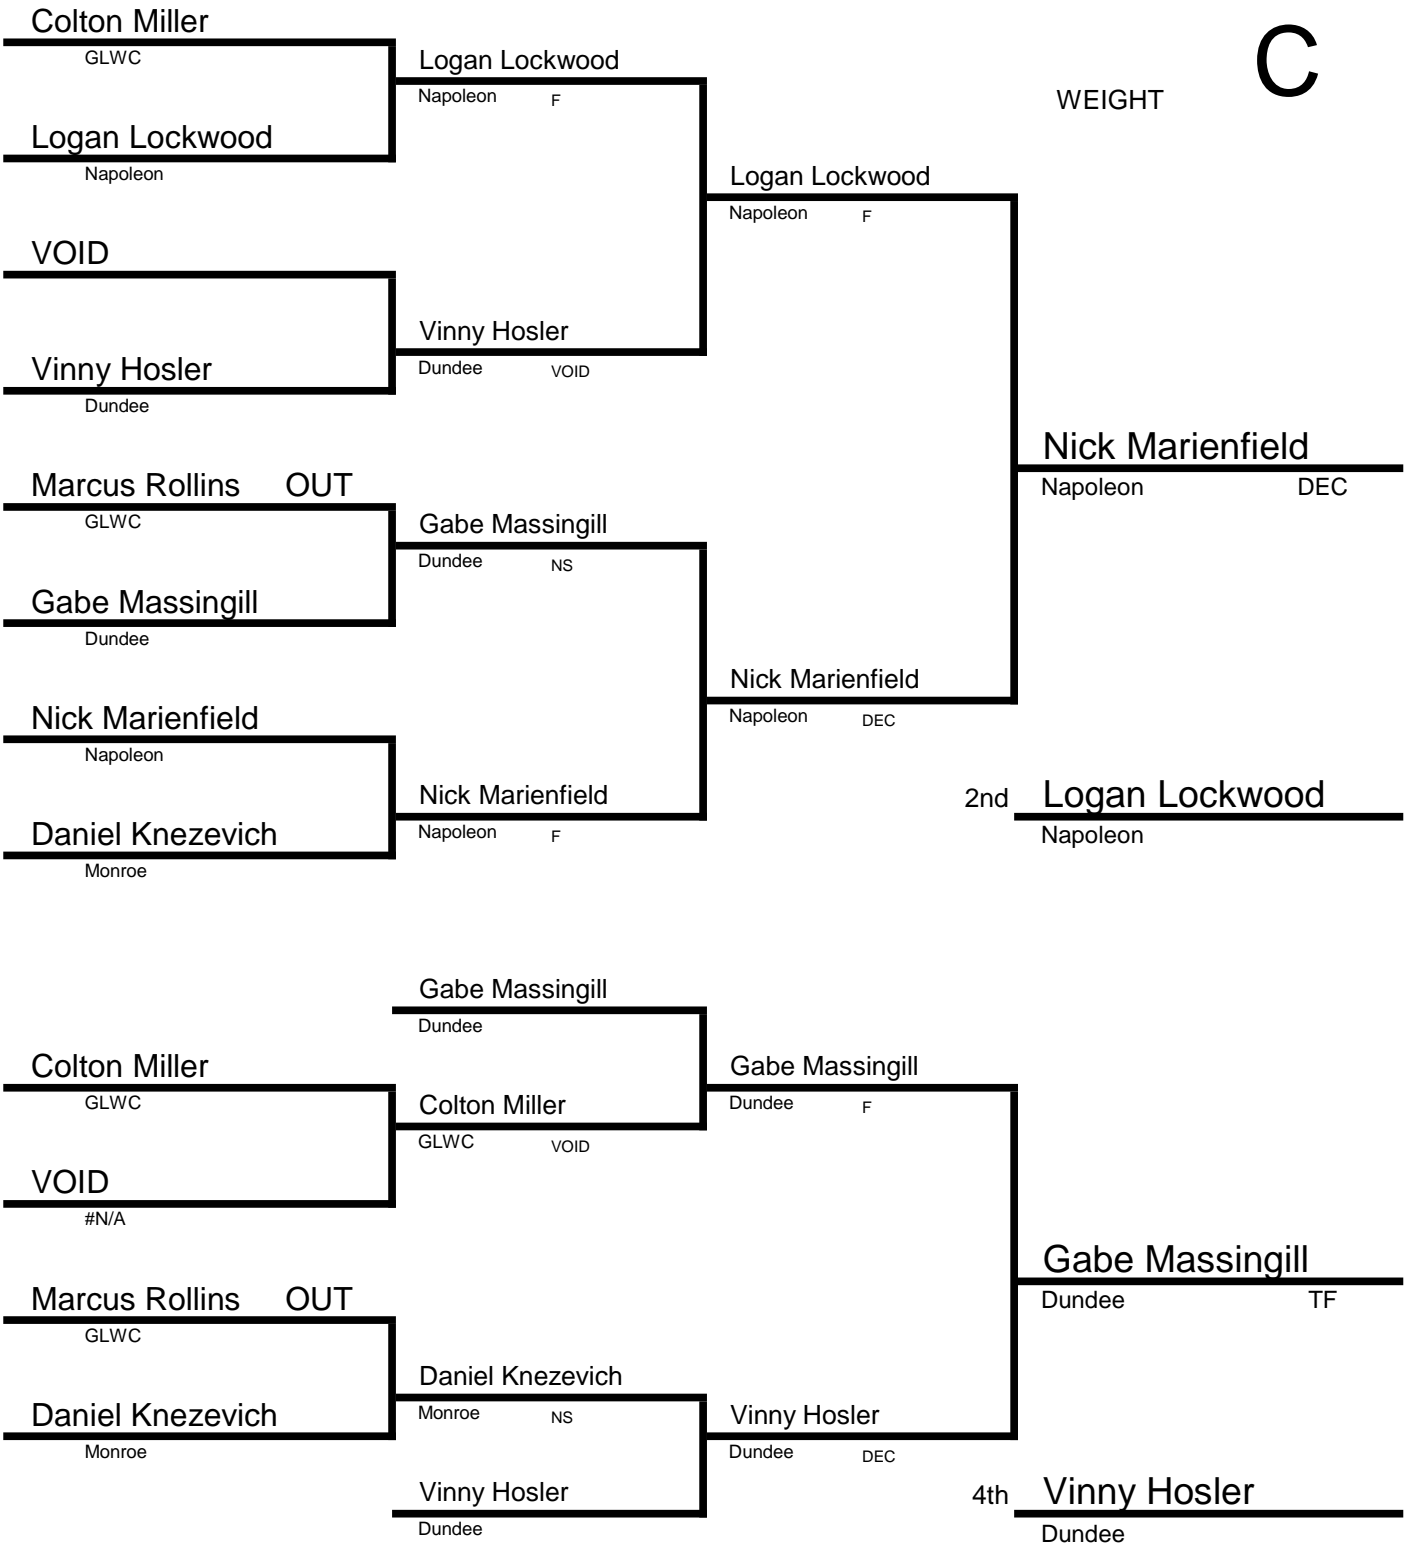 Colton Miller
GLWC
Logan Lockwood
Napoleon F
C
WEIGHT
Logan Lockwood
Napoleon
Logan Lockwood
Napoleon F
VOID
Vinny Hosler
Dundee VOID
Vinny Hosler
Dundee
Nick Marienfield
Napoleon DEC
Marcus Rollins OUT
GLWC
Gabe Massingill
Dundee NS
Gabe Massingill
Dundee
Nick Marienfield
Napoleon DEC
Nick Marienfield
Napoleon
Nick Marienfield
Napoleon F
2nd Logan Lockwood
Napoleon
Daniel Knezevich
Monroe
Gabe Massingill
Dundee
Colton Miller
GLWC
Gabe Massingill
Dundee F
Colton Miller
GLWC VOID
VOID
#N/A
Gabe Massingill
Dundee TF
Marcus Rollins OUT
GLWC
Daniel Knezevich
Monroe NS
Daniel Knezevich
Monroe
Vinny Hosler
Dundee DEC
Vinny Hosler
Dundee
4th Vinny Hosler
Dundee